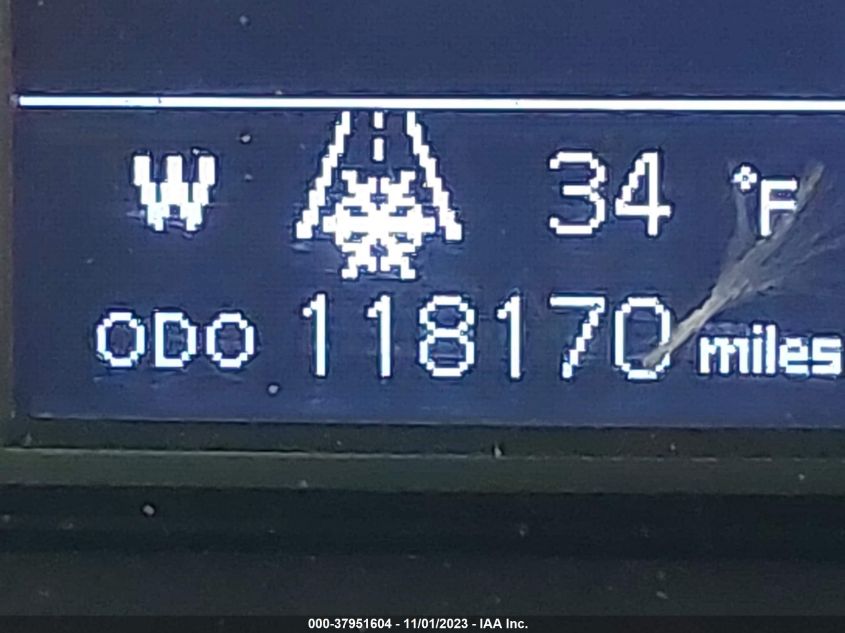 W 34 °F
ODO 118170 miles
000-37951604 - 11/01/2023 - IAA Inc.